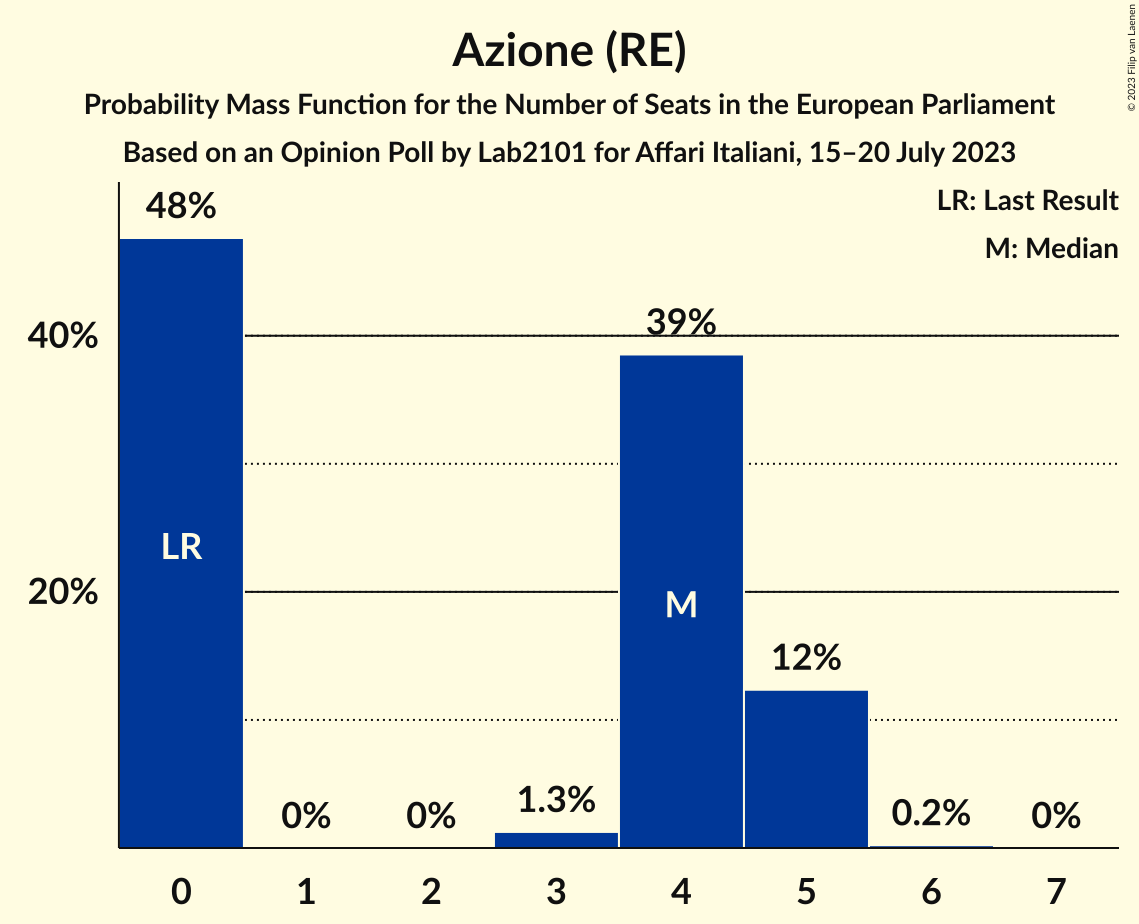 Azione (RE)
Probability Mass Function for the Number of Seats in the European Parliament
Based on an Opinion Poll by Lab2101 for Affari Italiani, 15–20 July 2023
© 2023 Filip van Laenen
LR: Last Result
M: Median
48%
39%
40%
LR
M
20%
12%
0%
0%
1.3%
0.2%
0%
0 1 2 3 4 5 6 7